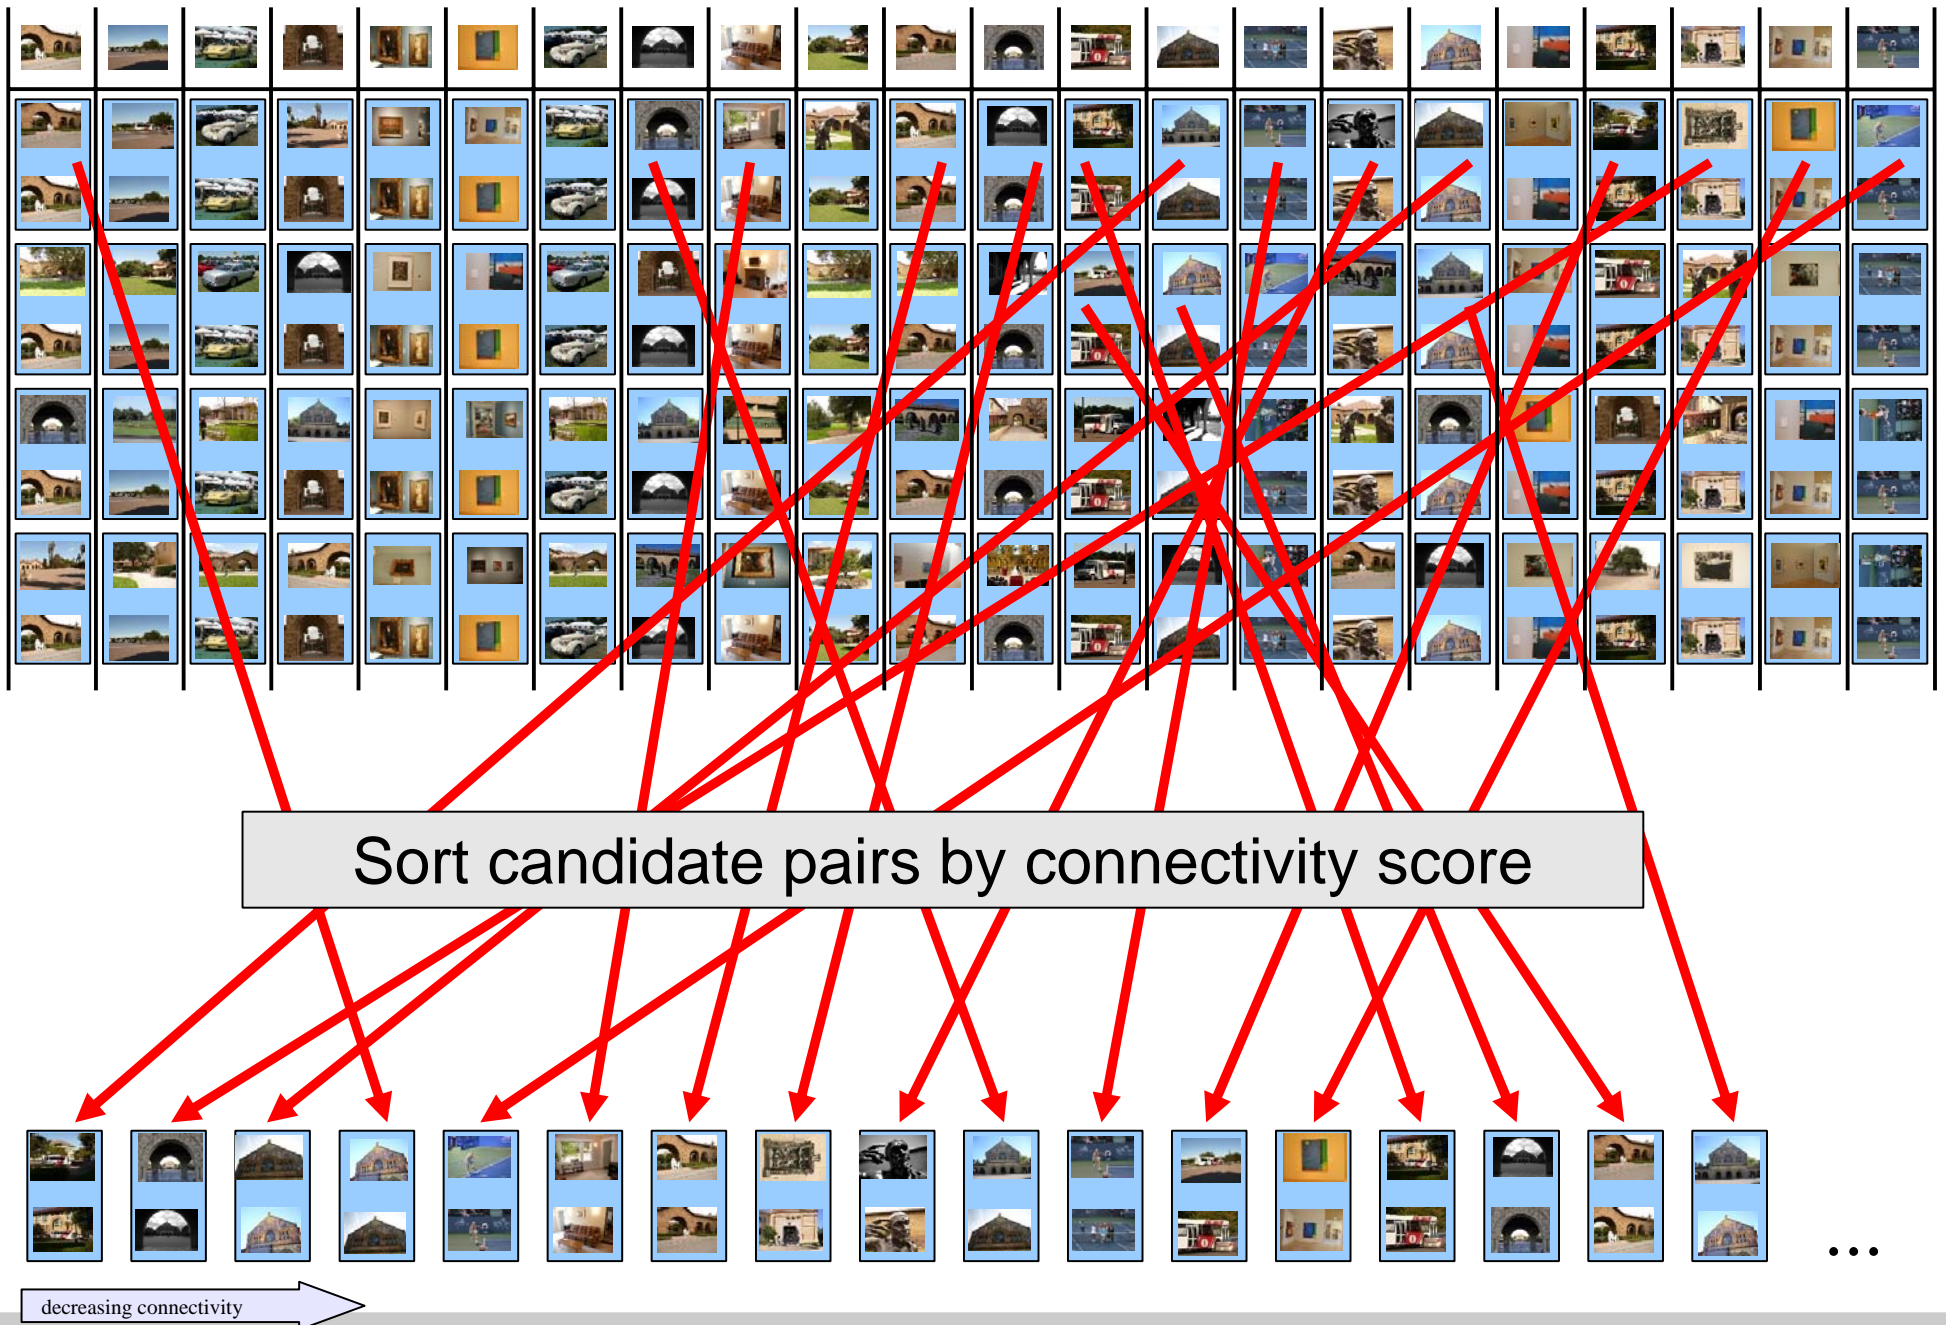 Sort candidate pairs by connectivity score
...
decreasing connectivity